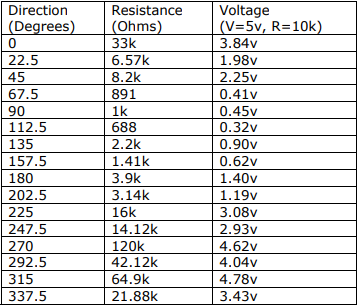 Direction Resistance Voltage
(Degrees) (Ohms) (V=5v, R=10k)
0 33k 3.84v
22.5 6.57k 1.98v
45 8.2k 2.25v
67.5 891 0.41v
90 1k 0.45v
112.5 688 0.32v
135 2.2k 0.90v
157.5 1.41k 0.62v
180 3.9k 1.40v
202.5 3.14k 1.19v
225 16k 3.08v
247.5 14.12k 2.93v
270 120k 4.62v
292.5 42.12k 4.04v
315 64.9k 4.78v
337.5 21.88k 3.43v